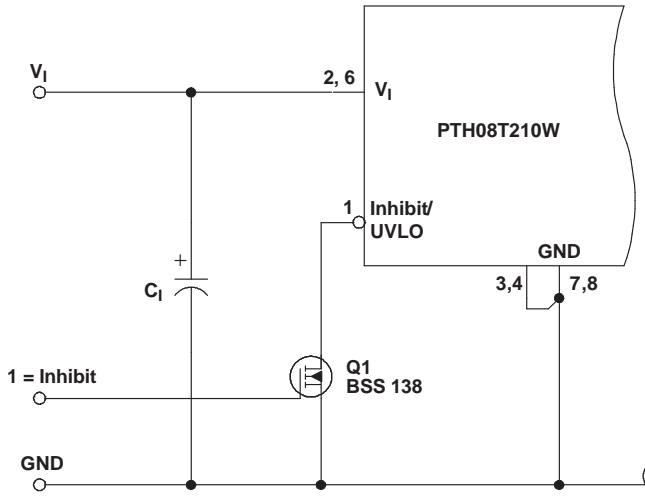 V_I
2, 6
V_I
PTH08T210W
1
Inhibit/
UVLO
GND
3,4
7,8
+
C_I
1 = Inhibit
Q1
BSS 138
GND